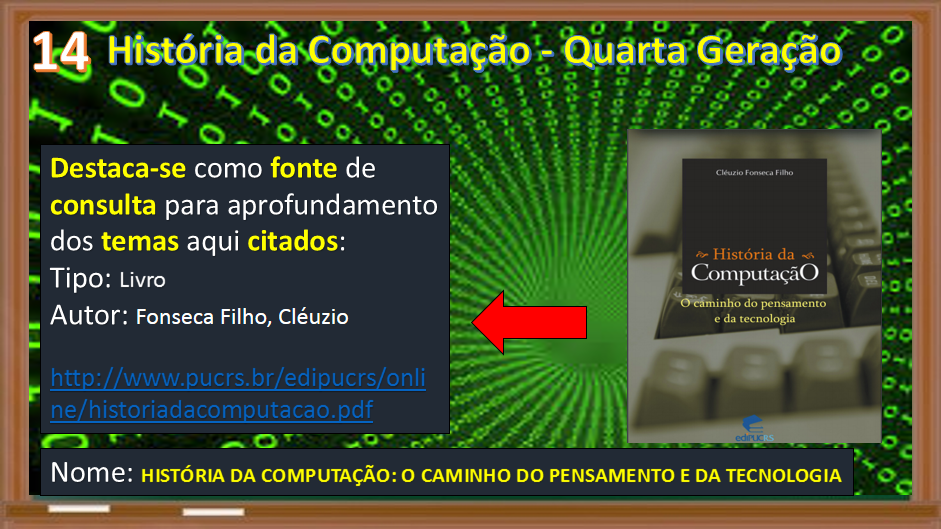 14 História da Computação - Quarta Geração
Destaca-se como fonte de
consulta para aprofundamento
dos temas aqui citados:
Tipo: Livro
Autor: Fonseca Filho, Cléuzio
http://www.pucrs.br/edipucrs/onli
ne/historiadacomputacao.pdf
Cléuzio Fonseca Filho
História da
ComputaçãO
O caminho do pensamento
e da tecnologia
ediPUCRS
Nome: HISTÓRIA DA COMPUTAÇÃO: O CAMINHO DO PENSAMENTO E DA TECNOLOGIA